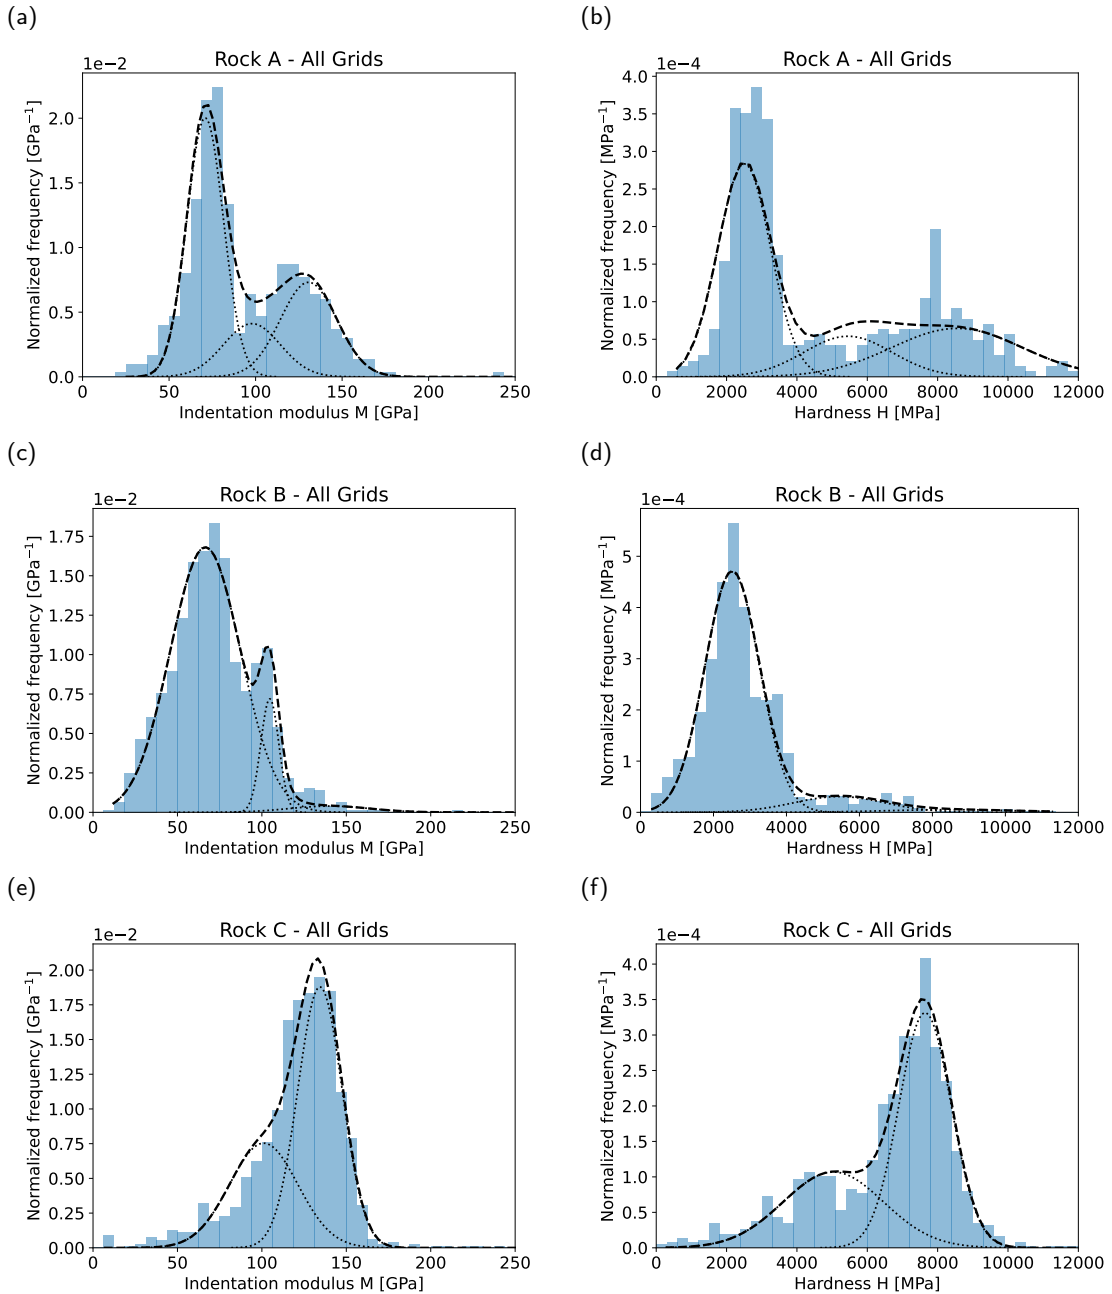 (a)
(b)
Rock A - All Grids
1e−2
Normalized frequency [GPa⁻¹]
2.0
1.5
1.0
0.5
0.0
0 50 100 150 200 250
Indentation modulus M [GPa]
Rock A - All Grids
1e−4
Normalized frequency [MPa⁻¹]
4.0
3.5
3.0
2.5
2.0
1.5
1.0
0.5
0.0
0 2000 4000 6000 8000 10000 12000
Hardness H [MPa]
(c)
(d)
Rock B - All Grids
1e−2
Normalized frequency [GPa⁻¹]
1.75
1.50
1.25
1.00
0.75
0.50
0.25
0.00
0 50 100 150 200 250
Indentation modulus M [GPa]
Rock B - All Grids
1e−4
Normalized frequency [MPa⁻¹]
5
4
3
2
1
0
0 2000 4000 6000 8000 10000 12000
Hardness H [MPa]
(e)
(f)
Rock C - All Grids
1e−2
Normalized frequency [GPa⁻¹]
2.00
1.75
1.50
1.25
1.00
0.75
0.50
0.25
0.00
0 50 100 150 200 250
Indentation modulus M [GPa]
Rock C - All Grids
1e−4
Normalized frequency [MPa⁻¹]
4.0
3.5
3.0
2.5
2.0
1.5
1.0
0.5
0.0
0 2000 4000 6000 8000 10000 12000
Hardness H [MPa]